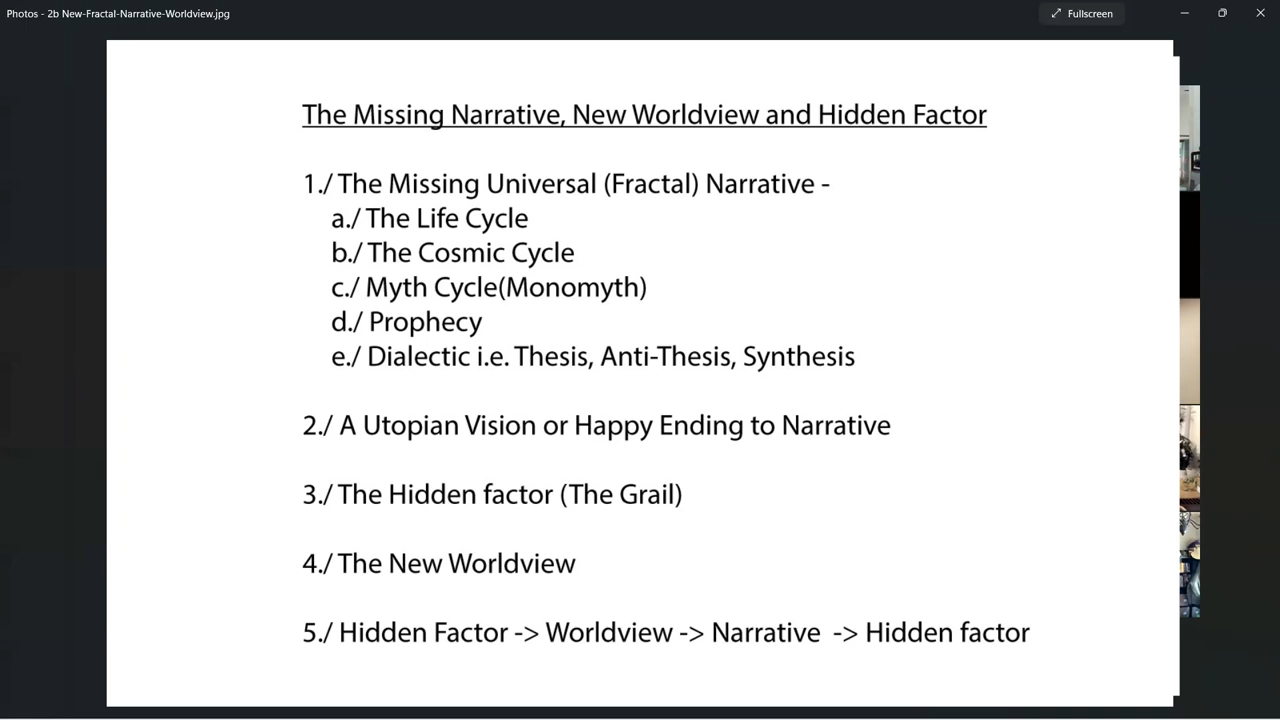 Photos - 2b New-Fractal-Narrative-Worldview.jpg
Fullscreen
The Missing Narrative, New Worldview and Hidden Factor
1./ The Missing Universal (Fractal) Narrative -
a./ The Life Cycle
b./ The Cosmic Cycle
c./ Myth Cycle(Monomyth)
d./ Prophecy
e./ Dialectic i.e. Thesis, Anti-Thesis, Synthesis
2./ A Utopian Vision or Happy Ending to Narrative
3./ The Hidden factor (The Grail)
4./ The New Worldview
5./ Hidden Factor -> Worldview -> Narrative -> Hidden factor